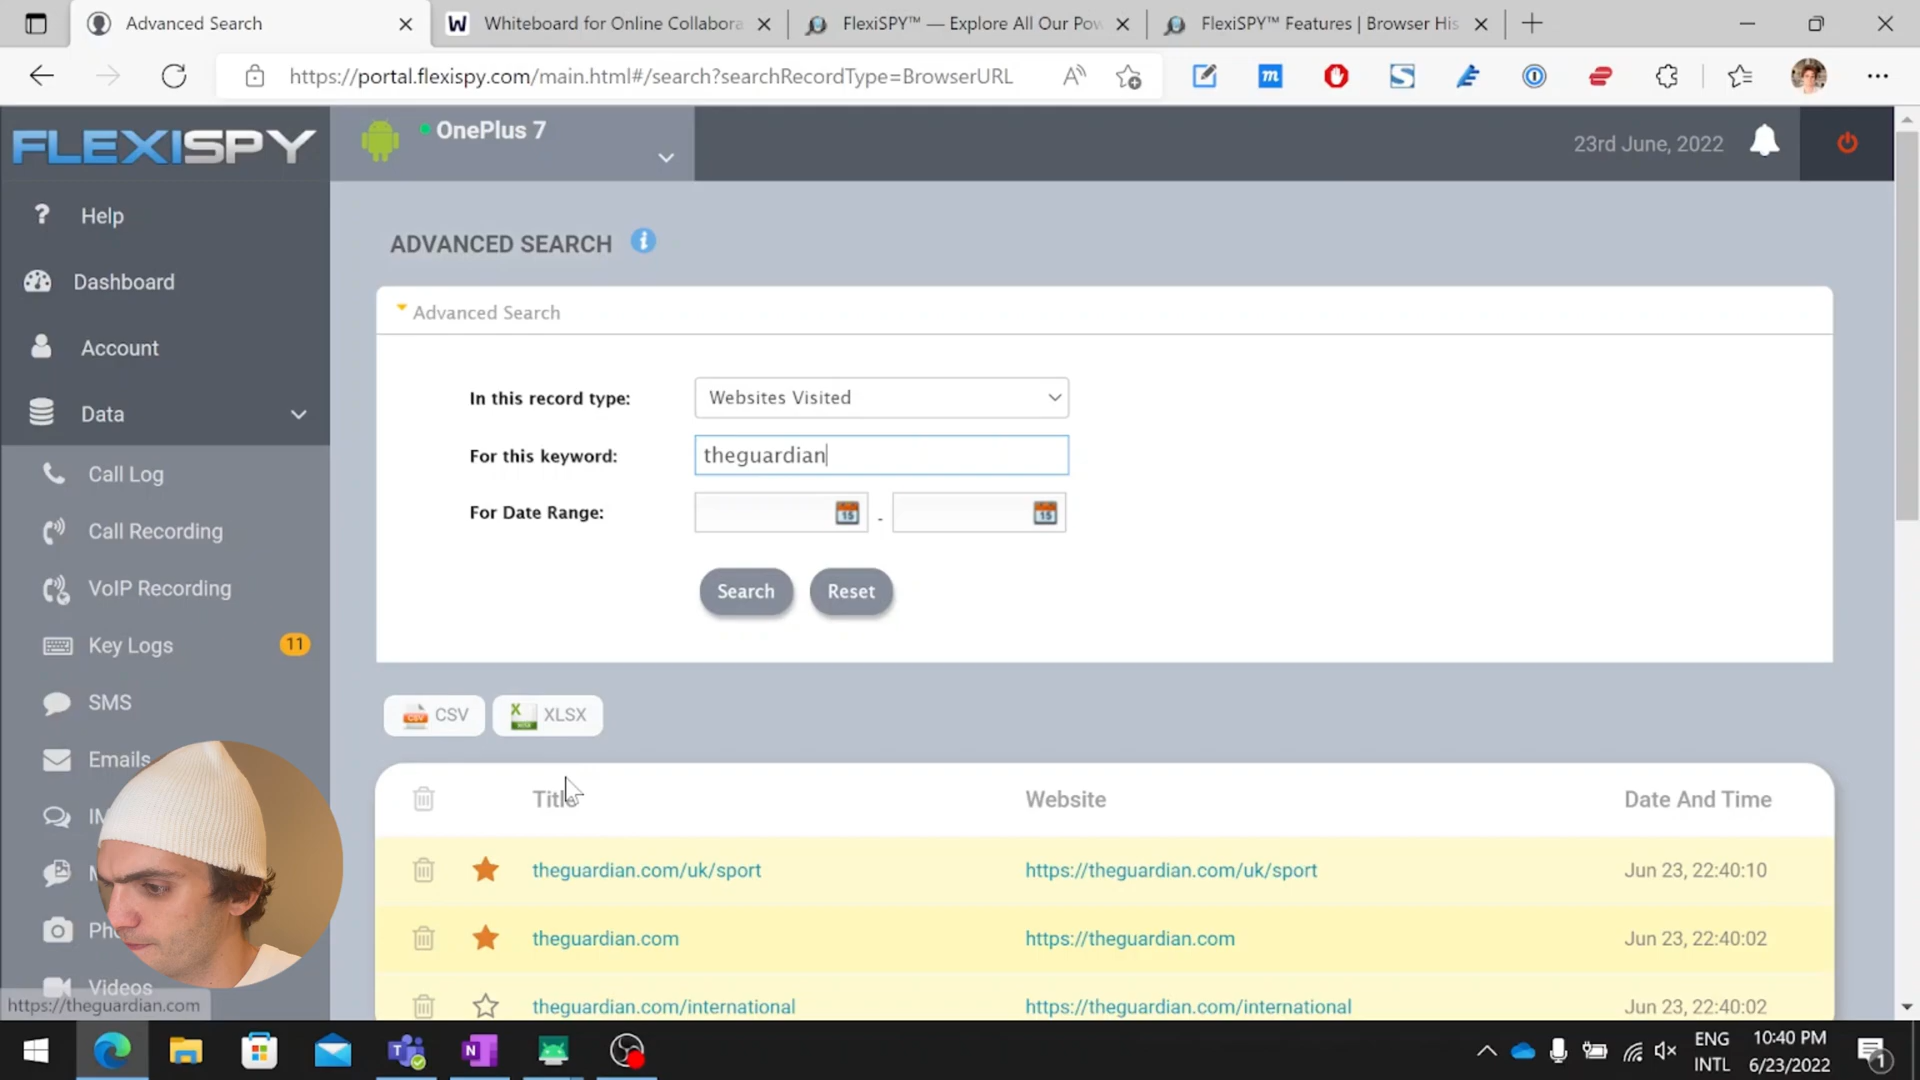 Advanced Search
Whiteboard for Online Collabora
FlexiSPY™ — Explore All Our Pow
FlexiSPY™ Features | Browser His
https://portal.flexispy.com/main.html#/search?searchRecordType=BrowserURL
FLEXISPY
OnePlus 7
23rd June, 2022
Help
Dashboard
Account
Data
Call Log
Call Recording
VoIP Recording
Key Logs
11
SMS
Emails
Videos
https://theguardian.com
ADVANCED SEARCH
Advanced Search
In this record type:
Websites Visited
For this keyword:
theguardian
For Date Range:
15
-
15
Search
Reset
CSV
XLSX
Title
Website
Date And Time
theguardian.com/uk/sport
https://theguardian.com/uk/sport
Jun 23, 22:40:10
theguardian.com
https://theguardian.com
Jun 23, 22:40:02
theguardian.com/international
https://theguardian.com/international
Jun 23, 22:40:02
ENG
INTL
10:40 PM
6/23/2022
1